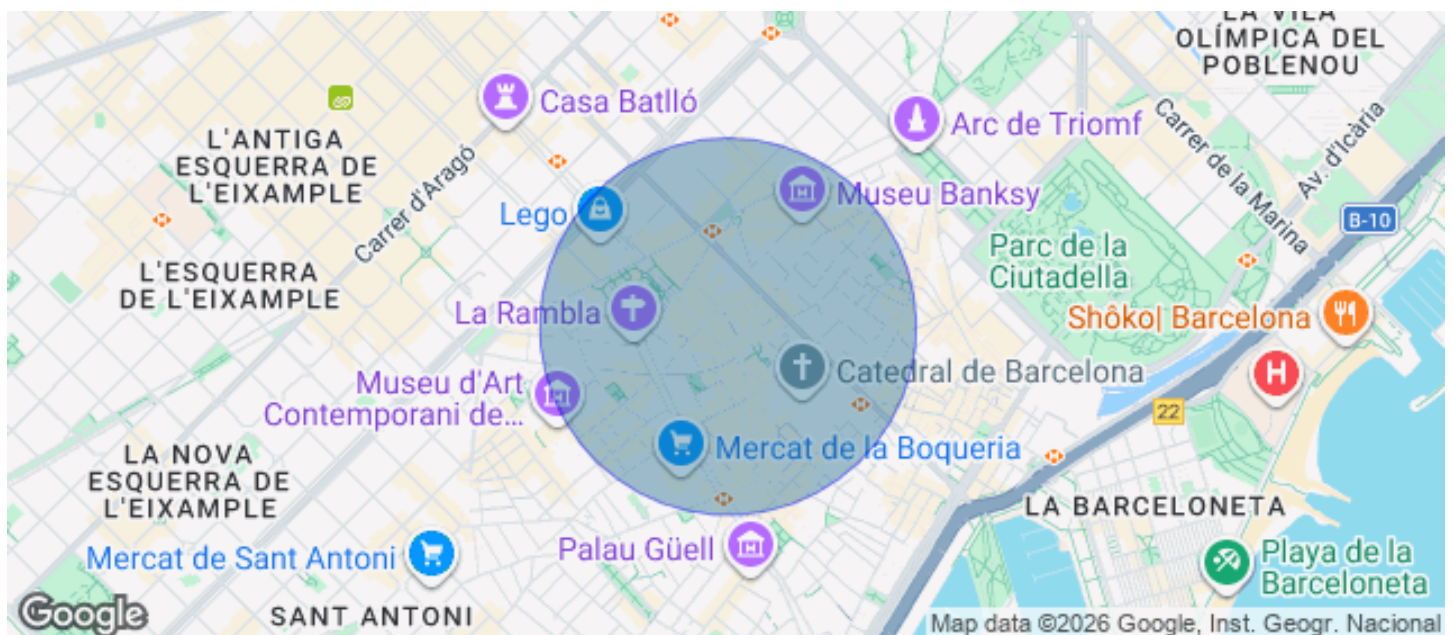 LA VILA
OLÍMPICA DEL
POBLENOU
Casa Batlló
Arc de Triomf
L'ANTIGA
ESQUERRA DE
L'EIXAMPLE
Carrer d'Aragó
Carrer de la Marina
Av. d'Icària
Lego
Museu Banksy
B-10
Parc de la
Ciutadella
L'ESQUERRA
DE L'EIXAMPLE
La Rambla
Shôko| Barcelona
Catedral de Barcelona
H
Museu d'Art
Contemporani de...
22
Mercat de la Boqueria
LA NOVA
ESQUERRA DE
L'EIXAMPLE
LA BARCELONETA
Mercat de Sant Antoni
Palau Güell
Playa de la
Barceloneta
SANT ANTONI
Google
Map data ©2026 Google, Inst. Geogr. Nacional